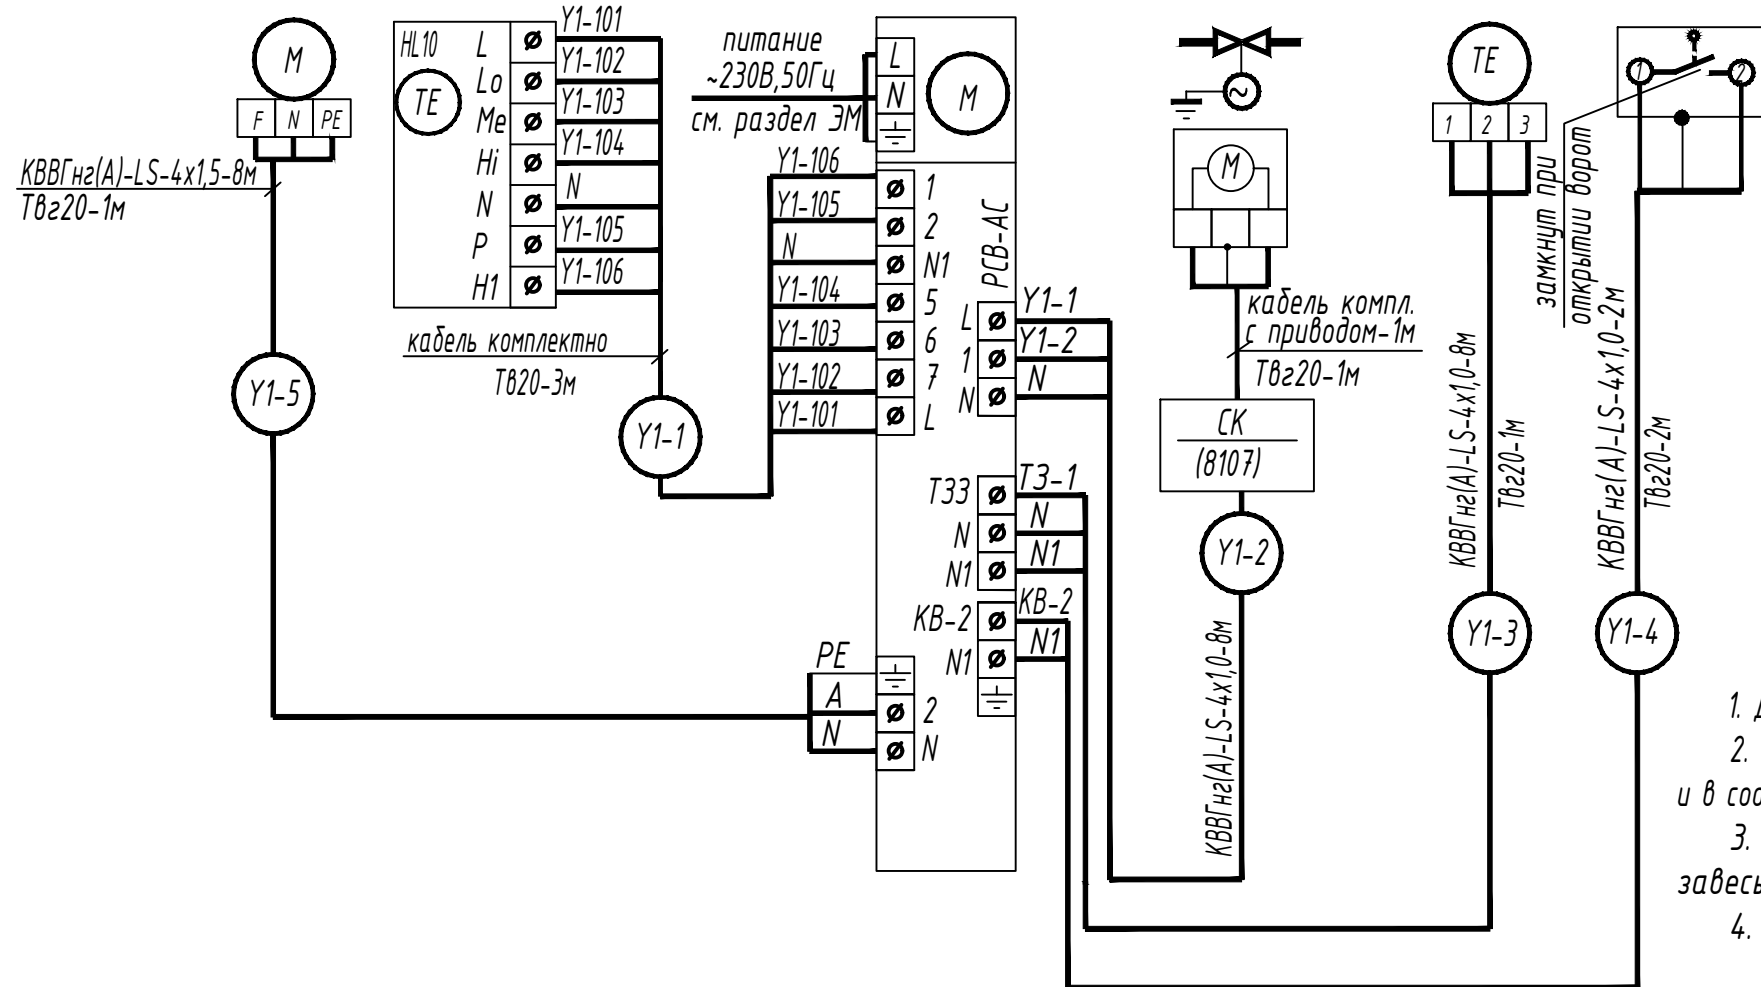 M
F N PE
КВВГнг(А)-LS-4х1,5-8м
Твг20-1м
Y1-5
HL10
TE
L Y1-101
Lo Y1-102
Me Y1-103
Hi Y1-104
N N
P Y1-105
H1 Y1-106
кабель комплектно
Тв20-3м
Y1-1
питание
~230В,50Гц
см. раздел ЭМ
L
N
M
РСВ-АС
Y1-106 1
Y1-105 2
N N1
Y1-104 5
Y1-103 6
Y1-102 7
Y1-101 L
L Y1-1
1 Y1-2
N N
Т33 Т3-1
N N
N1 N1
КВ-2 КВ-2
N1 N1
PE
A 2
N N
~
M
кабель компл.
с приводом-1м
Твг20-1м
СК
(8107)
Y1-2
КВВГнг(А)-LS-4х1,0-8м
TE
1 2 3
КВВГнг(А)-LS-4х1,0-8м
Твг20-1м
Y1-3
1 2
замкнут при
открытии ворот
КВВГнг(А)-LS-4х1,0-2м
Твг20-2м
Y1-4
1.
2.
и в
3.
4.